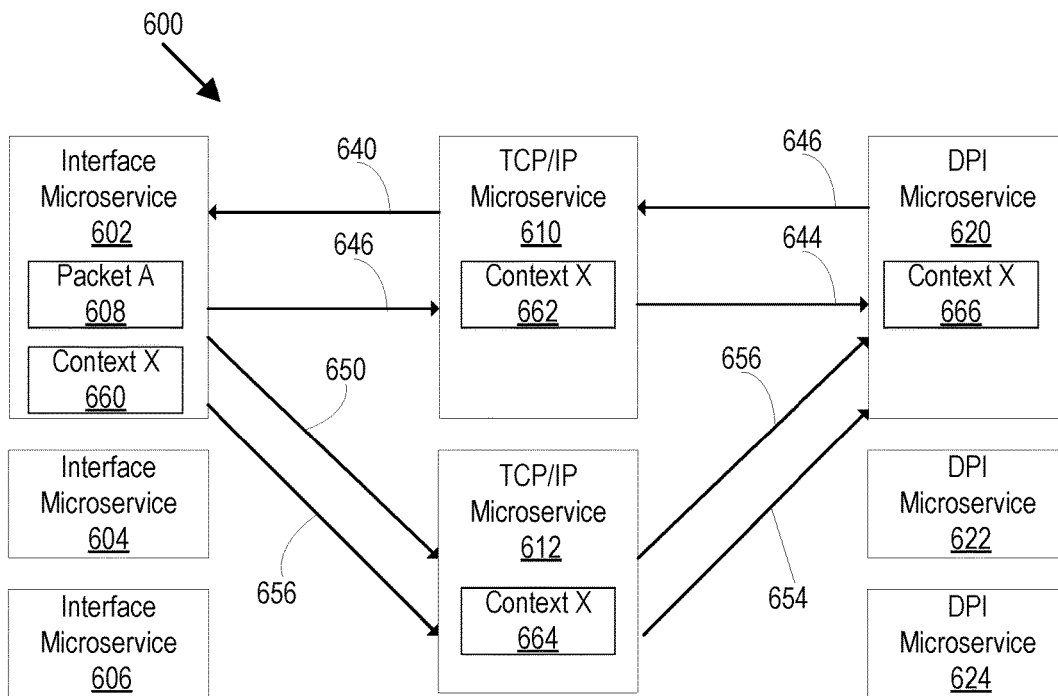 600
Interface
Microservice
602
Packet A
608
Context X
660
640
646
TCP/IP
Microservice
610
Context X
662
646
644
DPI
Microservice
620
Context X
666
650
656
656
654
Interface
Microservice
604
TCP/IP
Microservice
612
Context X
664
DPI
Microservice
622
Interface
Microservice
606
DPI
Microservice
624